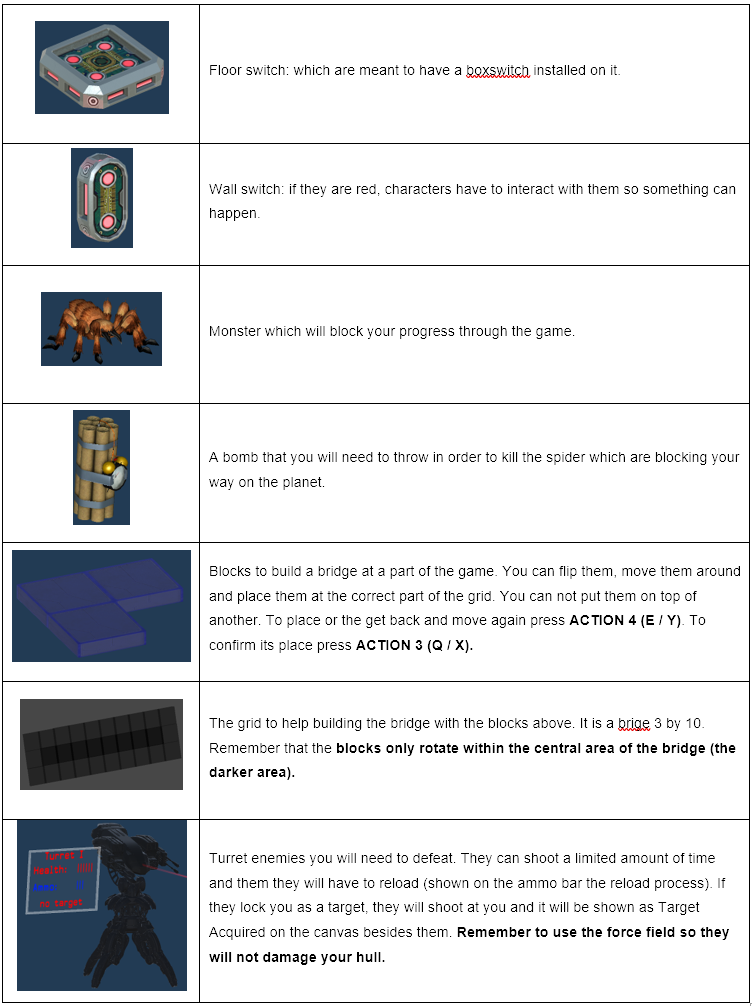 Floor switch: which are meant to have a boxswitch installed on it.
Wall switch: if they are red, characters have to interact with them so something can
happen.
Monster which will block your progress through the game.
A bomb that you will need to throw in order to kill the spider which are blocking your
way on the planet.
Blocks to build a bridge at a part of the game. You can flip them, move them around
and place them at the correct part of the grid. You can not put them on top of
another. To place or the get back and move again press ACTION 4 (E / Y). To
confirm its place press ACTION 3 (Q / X).
The grid to help building the bridge with the blocks above. It is a brige 3 by 10.
Remember that the blocks only rotate within the central area of the bridge (the
darker area).
Turret
Health:
Ammo:
no target
Turret enemies you will need to defeat. They can shoot a limited amount of time
and them they will have to reload (shown on the ammo bar the reload process). If
they lock you as a target, they will shoot at you and it will be shown as Target
Acquired on the canvas besides them. Remember to use the force field so they
will not damage your hull.